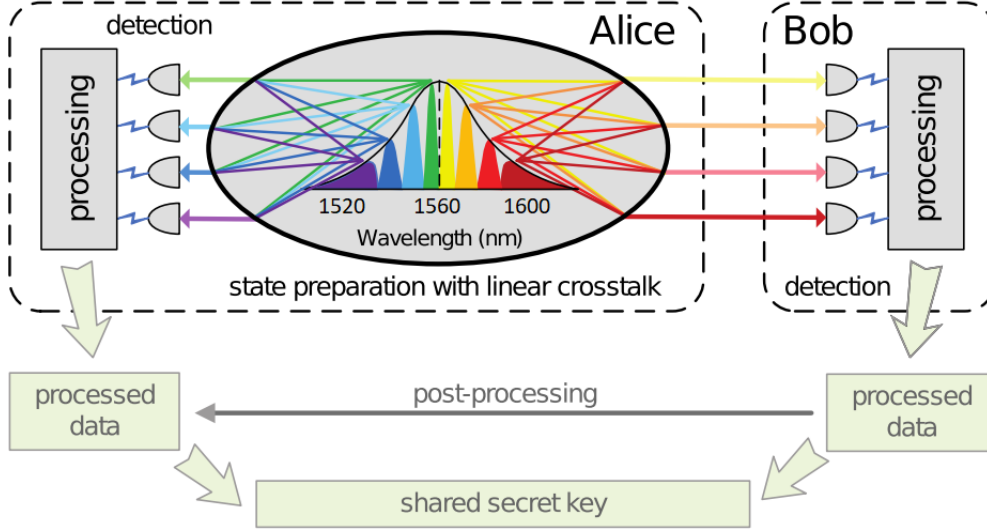 detection
Alice
Bob
processing
processing
1520 1560 1600
Wavelength (nm)
state preparation with linear crosstalk
detection
processed
data
post-processing
processed
data
shared secret key